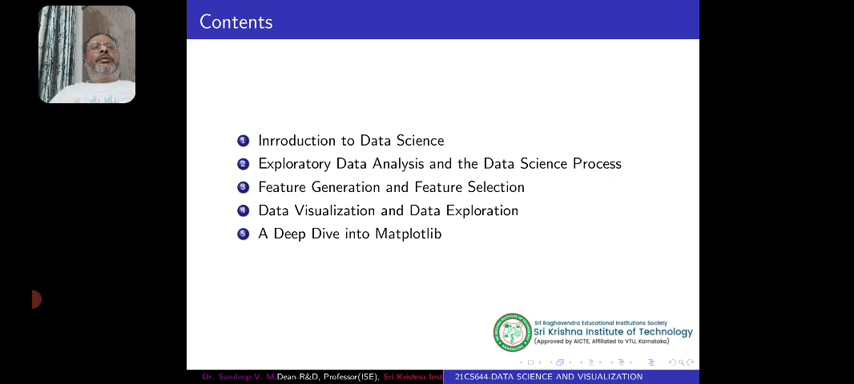 Contents
1 Inrroduction to Data Science
2 Exploratory Data Analysis and the Data Science Process
3 Feature Generation and Feature Selection
4 Data Visualization and Data Exploration
5 A Deep Dive into Matplotlib
Sri Raghavendra Educational Institutions Society
Sri Krishna Institute of Technology
(Approved by AICTE, Affiliated to VTU, Karnataka)
Dr. Sandeep V. M,Dean-R&D, Professor(ISE), Sri Krishna Inst
21CS644-DATA SCIENCE AND VISUALIZATION